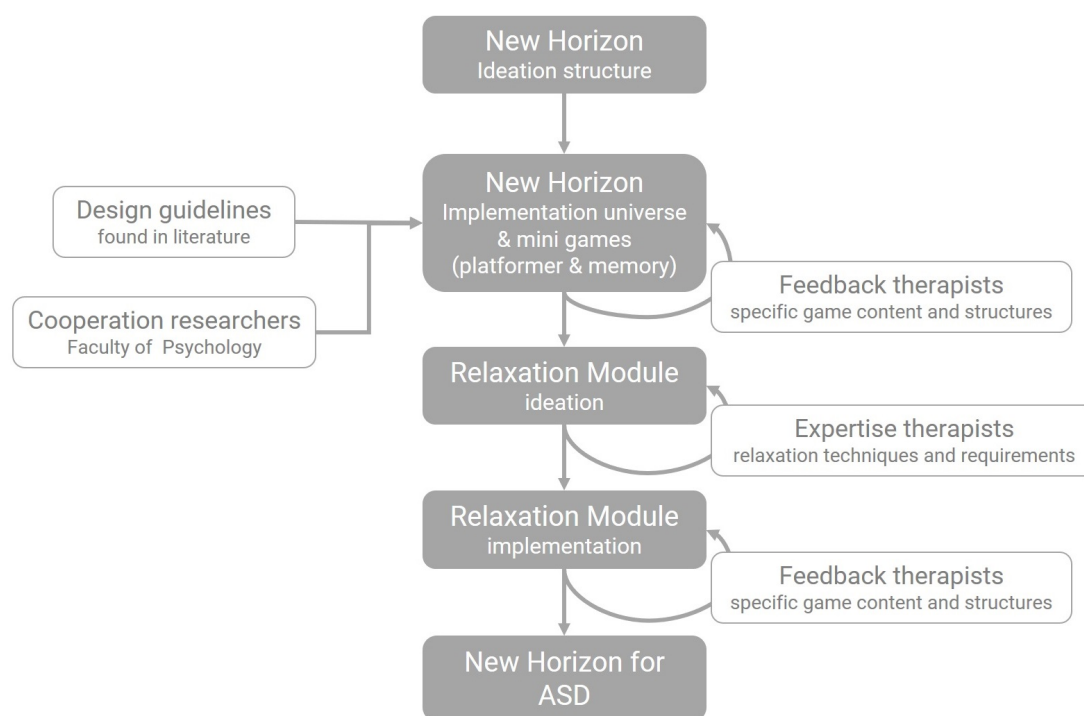 New Horizon
Ideation structure
New Horizon
Implementation universe
& mini games
(platformer & memory)
Design guidelines
found in literature
Cooperation researchers
Faculty of Psychology
Feedback therapists
specific game content and structures
Relaxation Module
ideation
Expertise therapists
relaxation techniques and requirements
Relaxation Module
implementation
Feedback therapists
specific game content and structures
New Horizon for
ASD